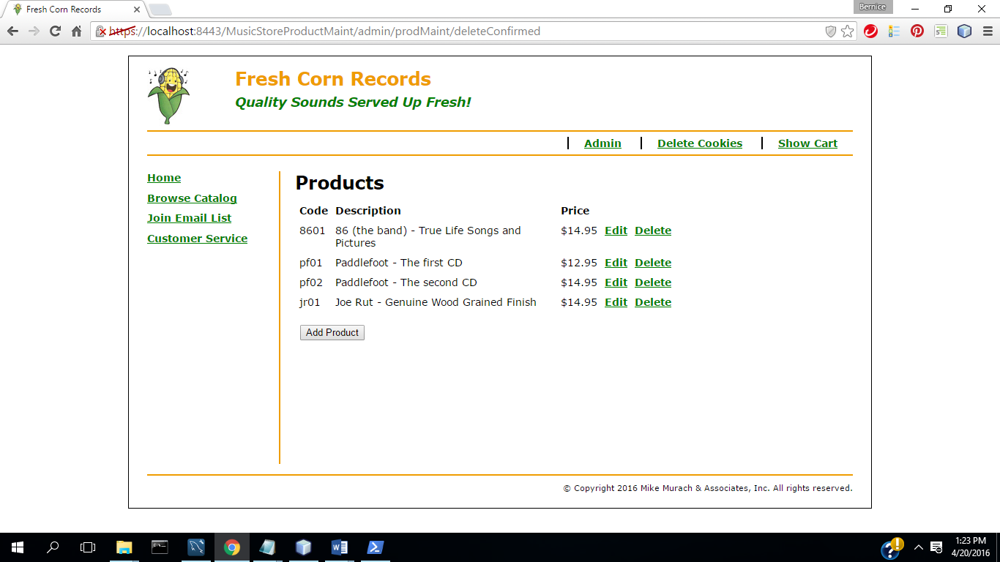 Fresh Corn Records
Bernice
https://localhost:8443/MusicStoreProductMaint/admin/prodMaint/deleteConfirmed
Fresh Corn Records
Quality Sounds Served Up Fresh!
Admin
Delete Cookies
Show Cart
Home
Browse Catalog
Join Email List
Customer Service
Products
Code Description Price
8601 86 (the band) - True Life Songs and Pictures $14.95 Edit Delete
pf01 Paddlefoot - The first CD $12.95 Edit Delete
pf02 Paddlefoot - The second CD $14.95 Edit Delete
jr01 Joe Rut - Genuine Wood Grained Finish $14.95 Edit Delete
Add Product
© Copyright 2016 Mike Murach & Associates, Inc. All rights reserved.
1:23 PM
4/20/2016